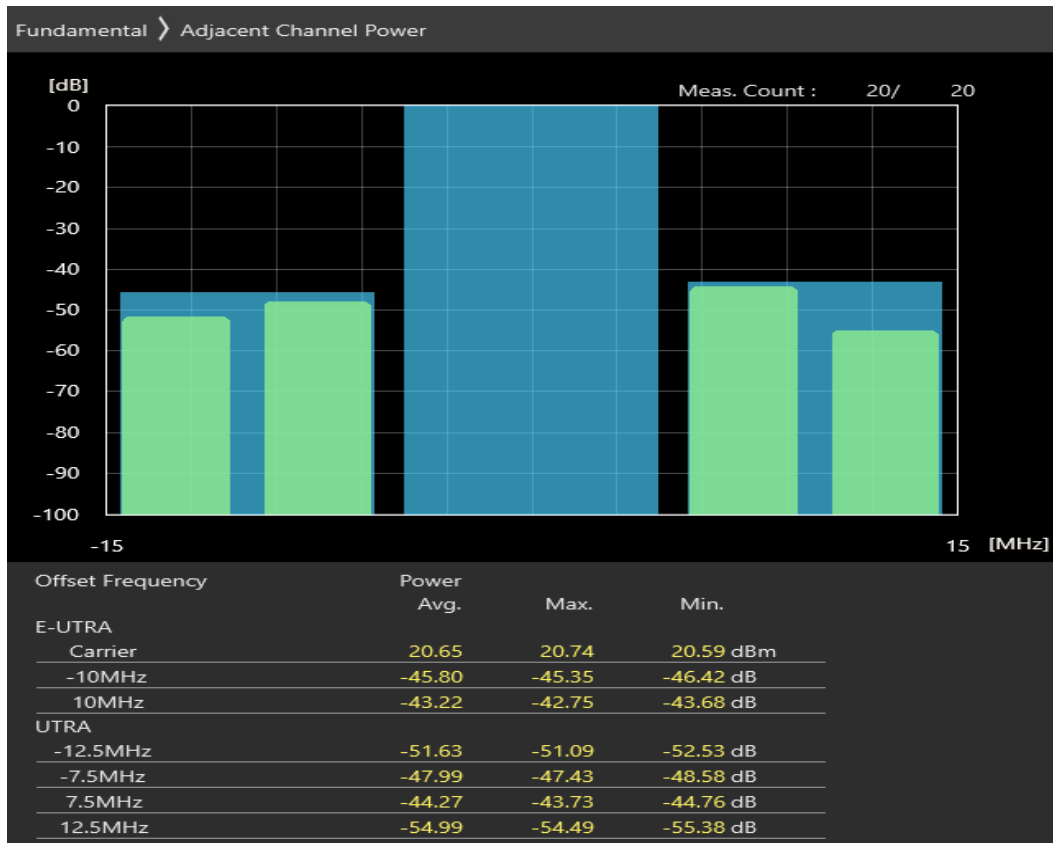 Fundamental 〉 Adjacent Channel Power
[dB]
Meas. Count : 20/ 20
0
-10
-20
-30
-40
-50
-60
-70
-80
-90
-100
-15 15 [MHz]
Offset Frequency Power
Avg. Max. Min.
E-UTRA
Carrier 20.65 20.74 20.59 dBm
-10MHz -45.80 -45.35 -46.42 dB
10MHz -43.22 -42.75 -43.68 dB
UTRA
-12.5MHz -51.63 -51.09 -52.53 dB
-7.5MHz -47.99 -47.43 -48.58 dB
7.5MHz -44.27 -43.73 -44.76 dB
12.5MHz -54.99 -54.49 -55.38 dB